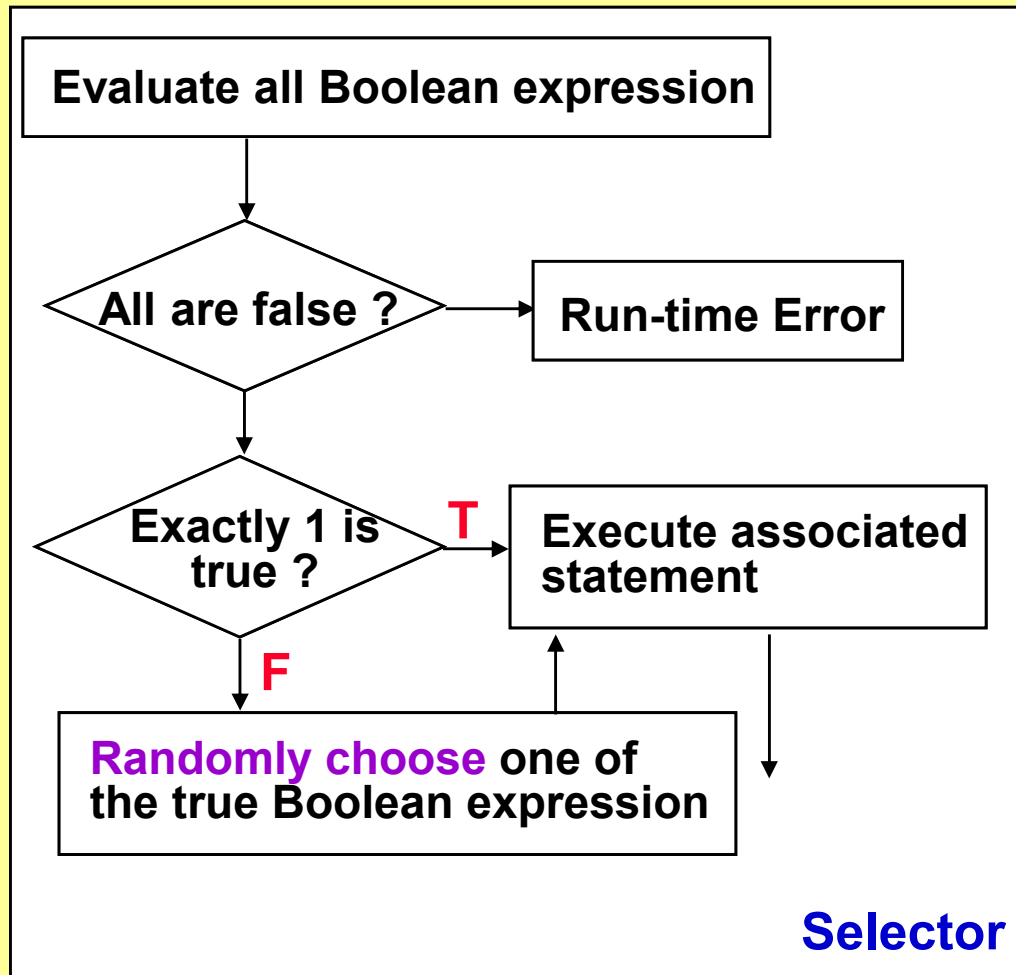 Evaluate all Boolean expression
All are false ?
Run-time Error
Exactly 1 is
true ?
T
Execute associated
statement
F
Randomly choose one of
the true Boolean expression
Selector